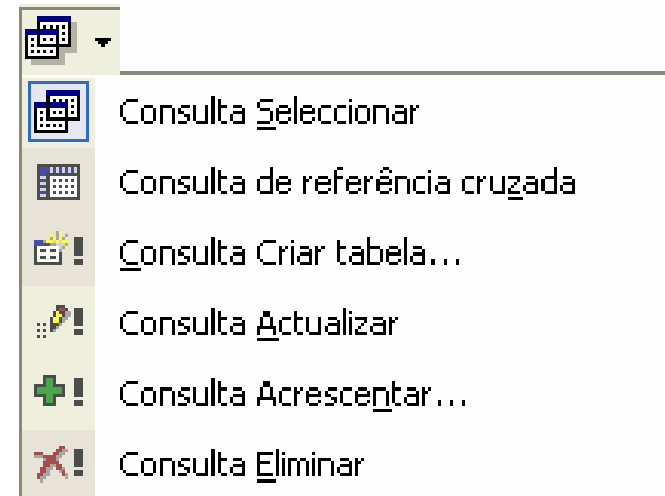 Consulta Seleccionar
Consulta de referência cruzada
Consulta Criar tabela...
Consulta Actualizar
Consulta Acrescentar...
Consulta Eliminar